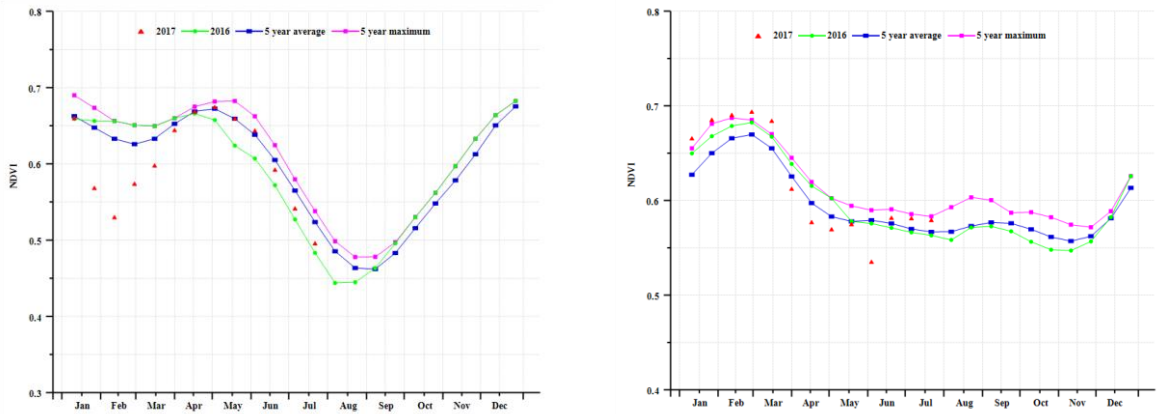 0.8
2017 2016 5 year average 5 year maximum
0.7
0.6
NDVI
0.5
0.4
0.3
Jan Feb Mar Apr May Jun Jul Aug Sep Oct Nov Dec
0.8
2017 2016 5 year average 5 year maximum
0.7
NDVI
0.6
0.5
0.4
Jan Feb Mar Apr May Jun Jul Aug Sep Oct Nov Dec